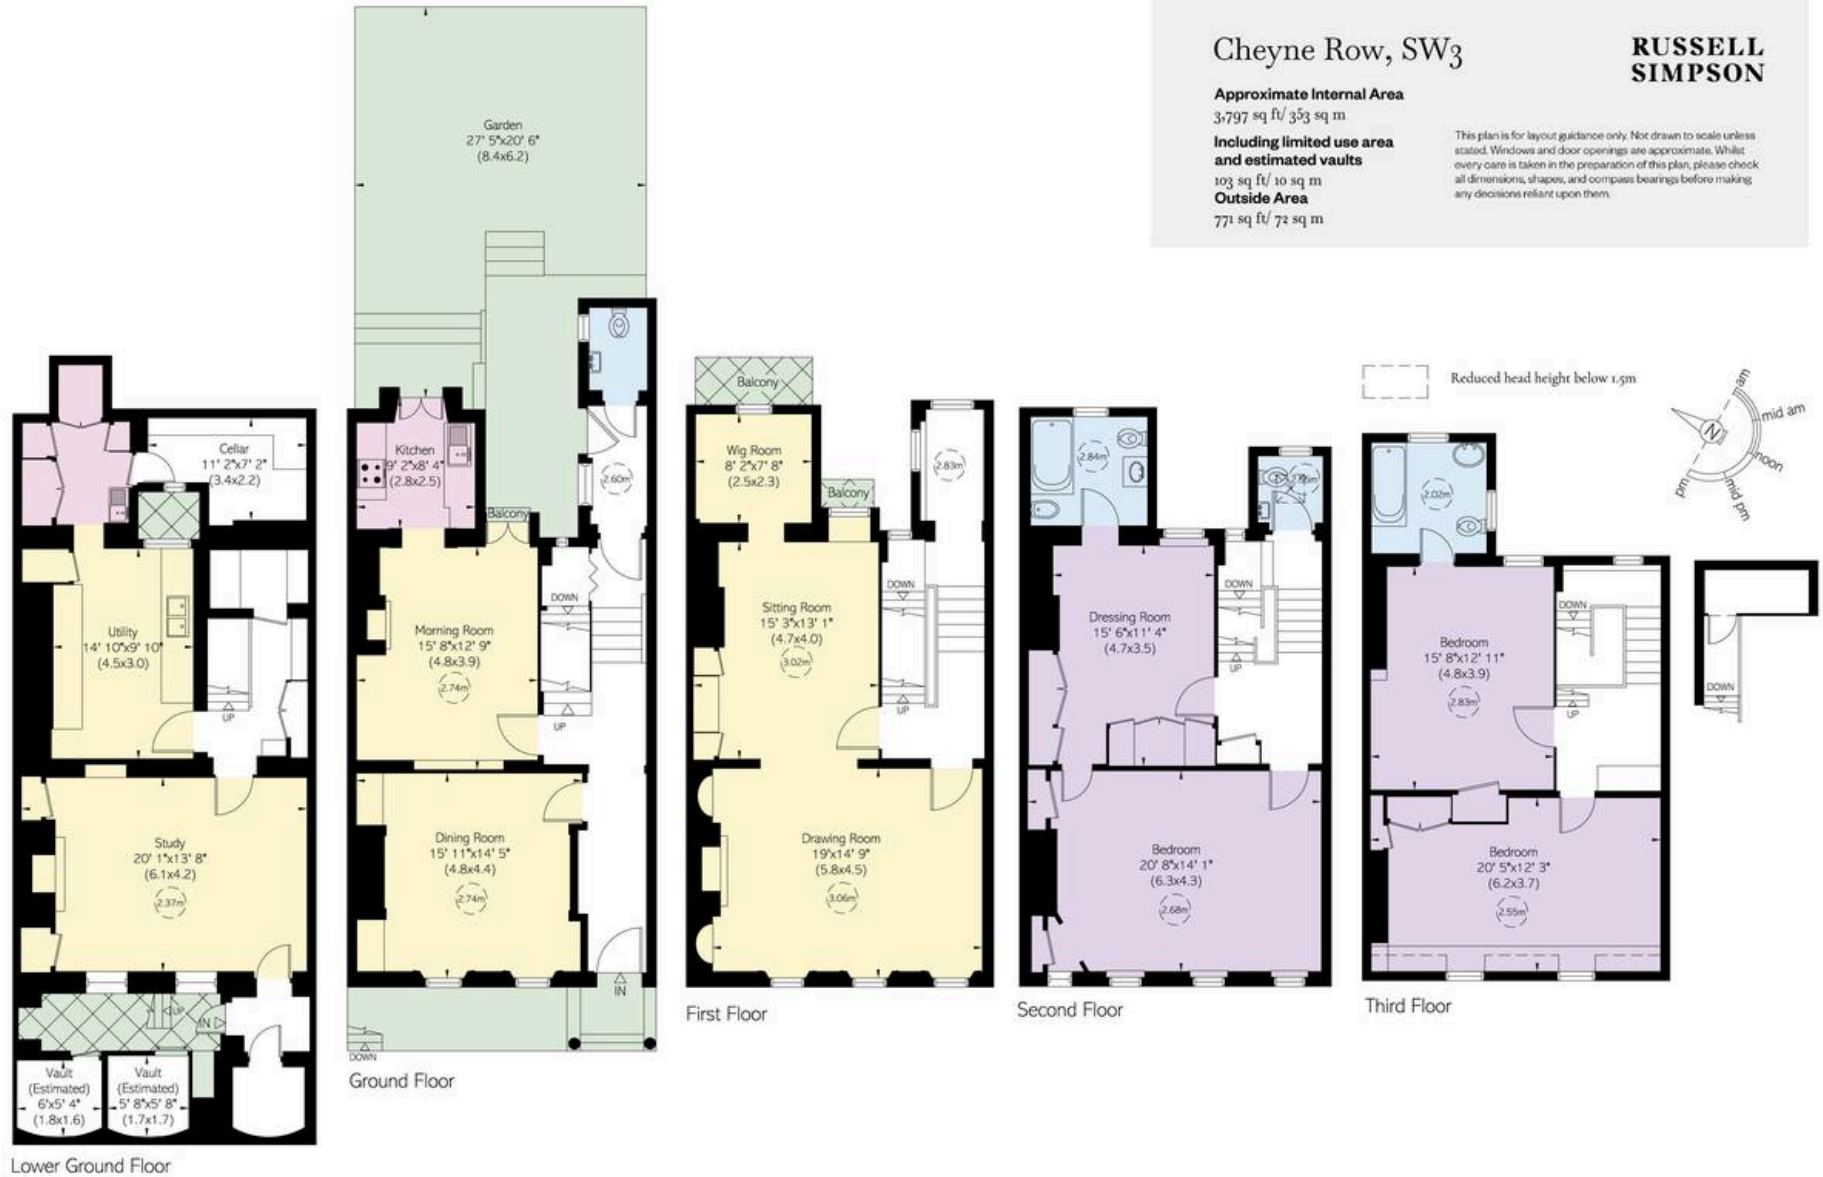 Cheyne Row, SW3
RUSSELL
SIMPSON
Approximate Internal Area
3,797 sq ft/ 353 sq m
Including limited use area
and estimated vaults
103 sq ft/ 10 sq m
Outside Area
771 sq ft/ 72 sq m
This plan is for layout guidance only. Not drawn to scale unless
stated. Windows and door openings are approximate. Whilst
every care is taken in the preparation of this plan, please check
all dimensions, shapes, and compass bearings before making
any decisions reliant upon them.
Reduced head height below 1.5m
am
mid am
noon
mid pm
pm
N
Cellar
11' 2"x7' 2"
(3.4x2.2)
Utility
14' 10"x9' 10"
(4.5x3.0)
UP
Study
20' 1"x13' 8"
(6.1x4.2)
2.37m
UP
IN
Vault
(Estimated)
6'x5' 4"
(1.8x1.6)
Vault
(Estimated)
5' 8"x5' 8"
(1.7x1.7)
Lower Ground Floor
Garden
27' 5"x20' 6"
(8.4x6.2)
Kitchen
9' 2"x8' 4"
(2.8x2.5)
2.60m
Balcony
DOWN
Morning Room
15' 8"x12' 9"
(4.8x3.9)
2.74m
UP
Dining Room
15' 11"x14' 5"
(4.8x4.4)
2.74m
IN
DOWN
Ground Floor
Balcony
Wig Room
8' 2"x7' 8"
(2.5x2.3)
2.83m
Balcony
DOWN
Sitting Room
15' 3"x13' 1"
(4.7x4.0)
3.02m
UP
Drawing Room
19'x14' 9"
(5.8x4.5)
3.06m
First Floor
2.84m
DOWN
Dressing Room
15' 6"x11' 4"
(4.7x3.5)
UP
Bedroom
20' 8"x14' 1"
(6.3x4.3)
2.68m
Second Floor
2.02m
DOWN
Bedroom
15' 8"x12' 11"
(4.8x3.9)
2.83m
UP
DOWN
Bedroom
20' 5"x12' 3"
(6.2x3.7)
2.55m
Third Floor